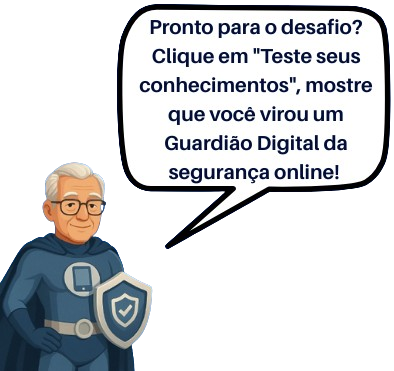 Pronto para o desafio?
Clique em "Teste seus
conhecimentos", mostre
que você virou um
Guardião Digital da
segurança online!